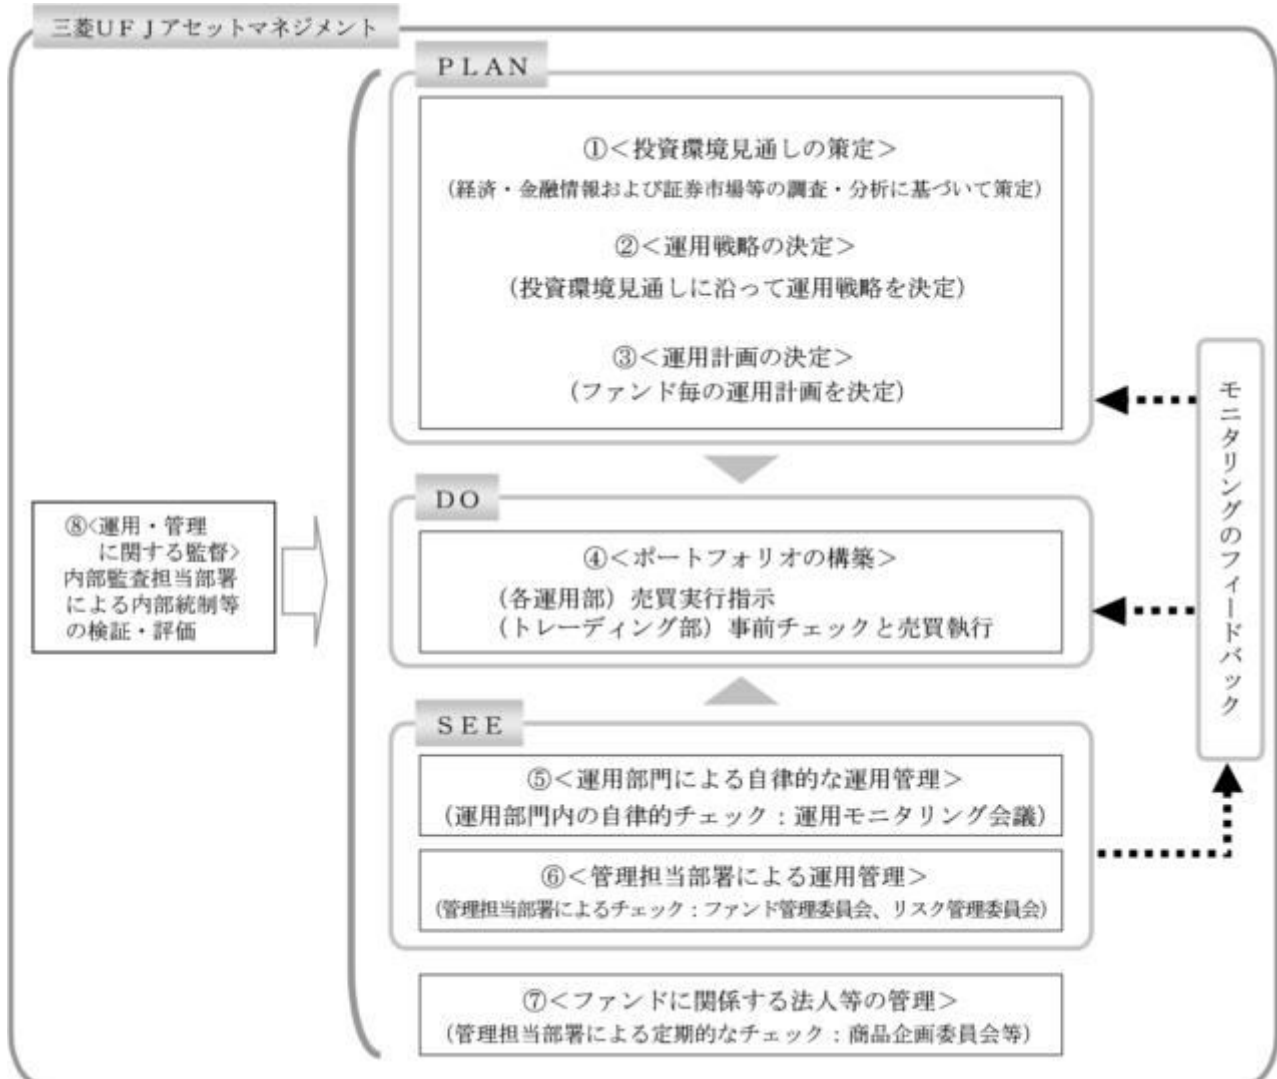 三菱UFJアセットマネジメント
PLAN
①<投資環境見通しの策定>
(経済・金融情報および証券市場等の調査・分析に基づいて策定)
②<運用戦略の決定>
(投資環境見通しに沿って運用戦略を決定)
③<運用計画の決定>
(ファンド毎の運用計画を決定)
DO
④<ポートフォリオの構築>
(各運用部)売買実行指示
(トレーディング部)事前チェックと売買執行
SEE
⑤<運用部門による自律的な運用管理>
(運用部門内の自律的チェック:運用モニタリング会議)
⑥<管理担当部署による運用管理>
(管理担当部署によるチェック:ファンド管理委員会、リスク管理委員会)
⑦<ファンドに関係する法人等の管理>
(管理担当部署による定期的なチェック:商品企画委員会等)
⑧<運用・管理
に関する監督>
内部監査担当部署
による内部統制等
の検証・評価
モニタリングのフィードバック